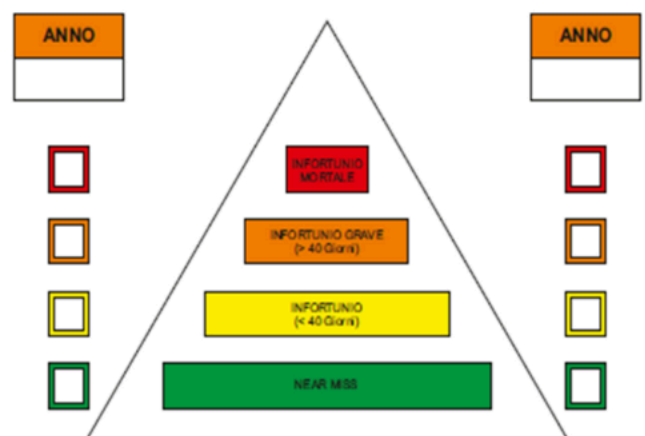 ANNO
ANNO
INFORTUNIO
MORTALE
INFORTUNIO GRAVE
(> 40 Giorni)
INFORTUNIO
(< 40 Giorni)
NEAR MISS